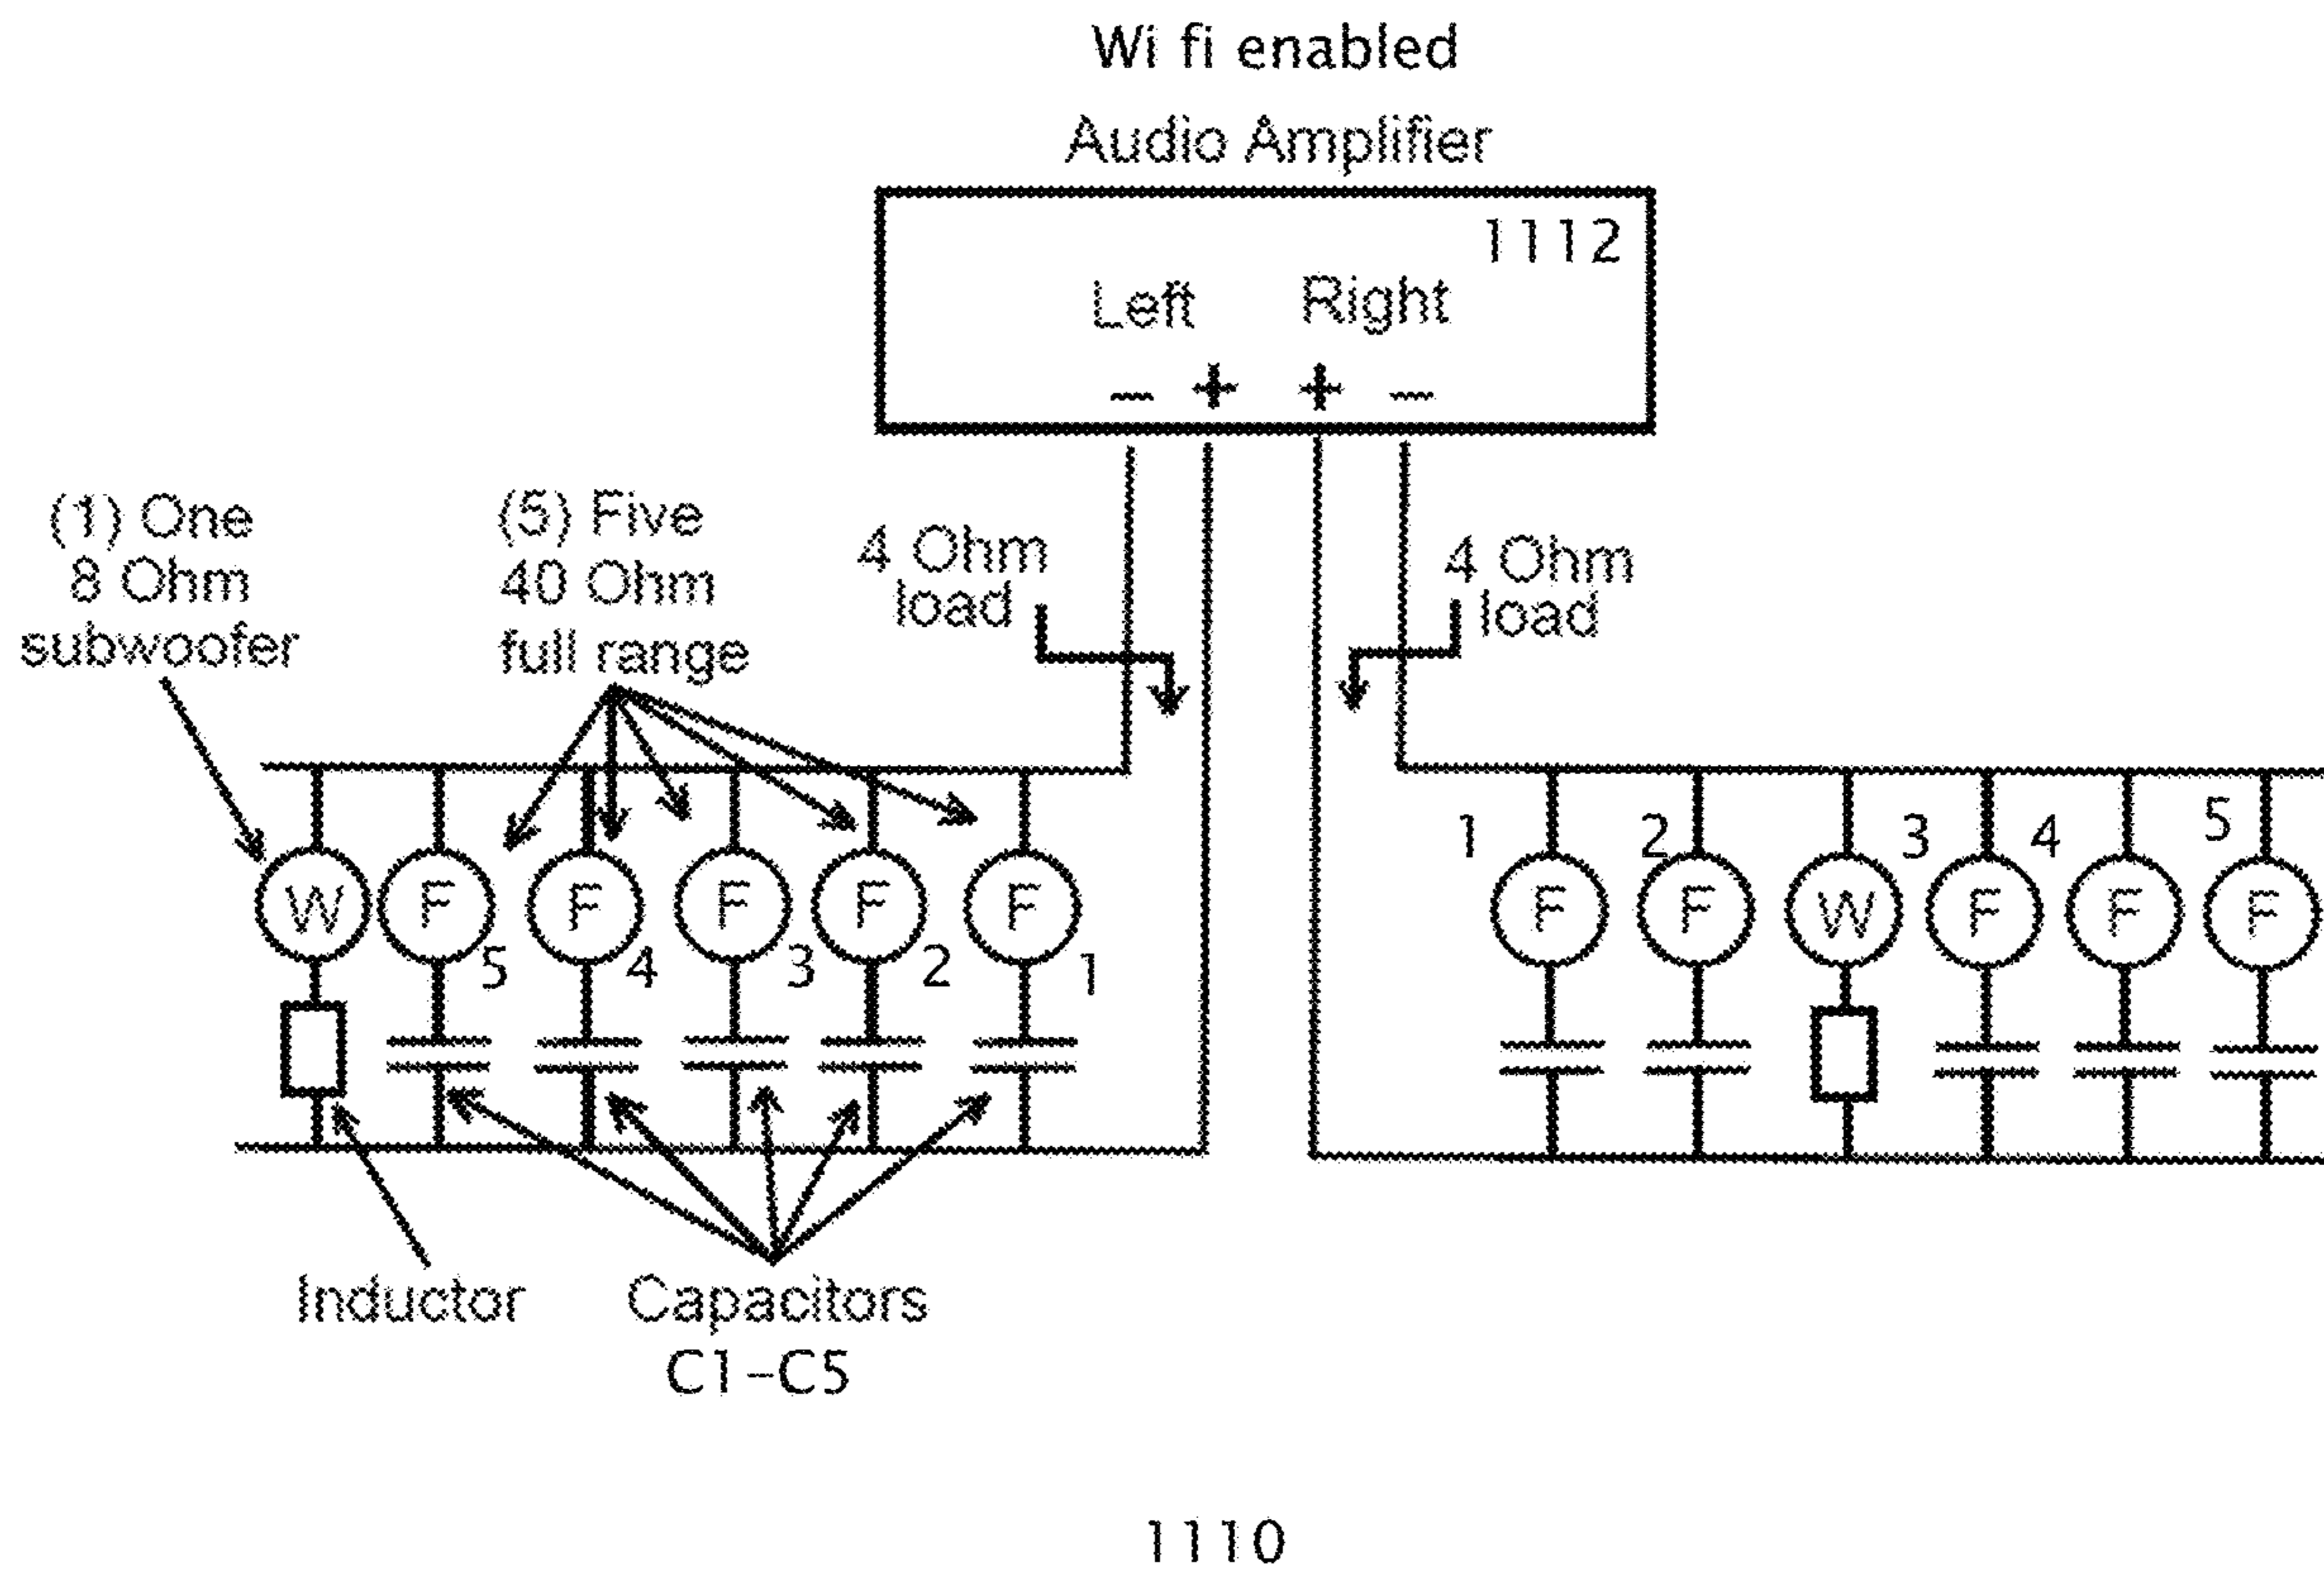 Wi fi enabled
Audio Amplifier
1112
Left Right
– + + –
(1) One
8 Ohm
subwoofer
(5) Five
40 Ohm
full range
4 Ohm
load
4 Ohm
load
1 2 3 4 5
W F F F F F
F F W F F F
5 4 3 2 1
Inductor
Capacitors
C1–C5
1110